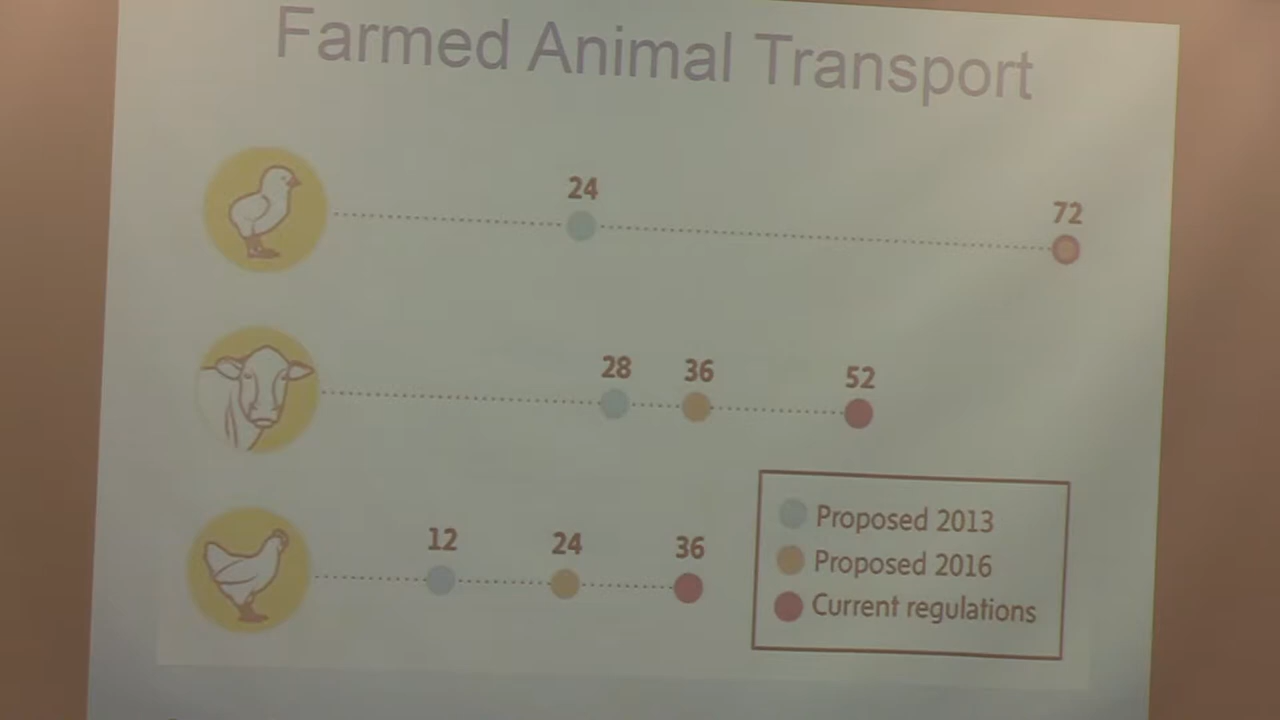 Farmed Animal Transport
24
72
28 36 52
12 24 36
Proposed 2013
Proposed 2016
Current regulations